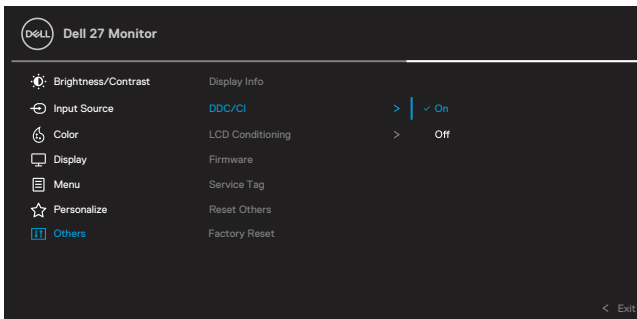 DELL Dell 27 Monitor
Brightness/Contrast Display Info
Input Source DDC/CI > ✓ On
Color LCD Conditioning > Off
Display Firmware
Menu Service Tag
Personalize Reset Others
Others Factory Reset
< Exit